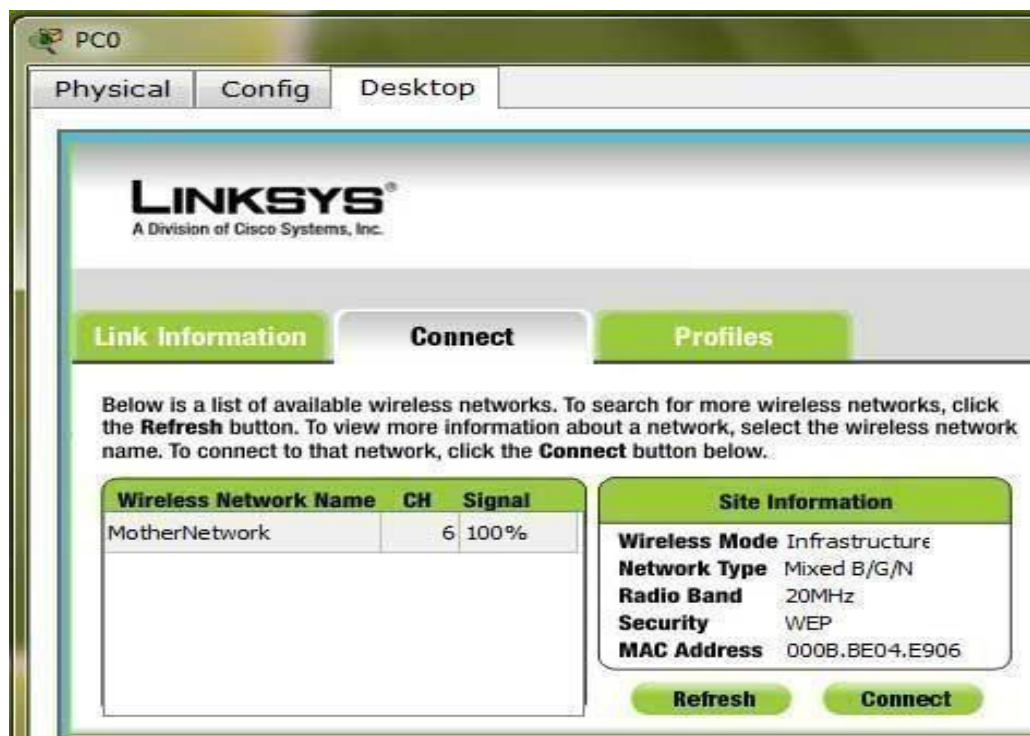 PC0
Physical Config Desktop
LINKSYS®
A Division of Cisco Systems, Inc.
Link Information Connect Profiles
Below is a list of available wireless networks. To search for more wireless networks, click
the Refresh button. To view more information about a network, select the wireless network
name. To connect to that network, click the Connect button below.
Wireless Network Name CH Signal
MotherNetwork 6 100%
Site Information
Wireless Mode Infrastructure
Network Type Mixed B/G/N
Radio Band 20MHz
Security WEP
MAC Address 000B.BE04.E906
Refresh Connect